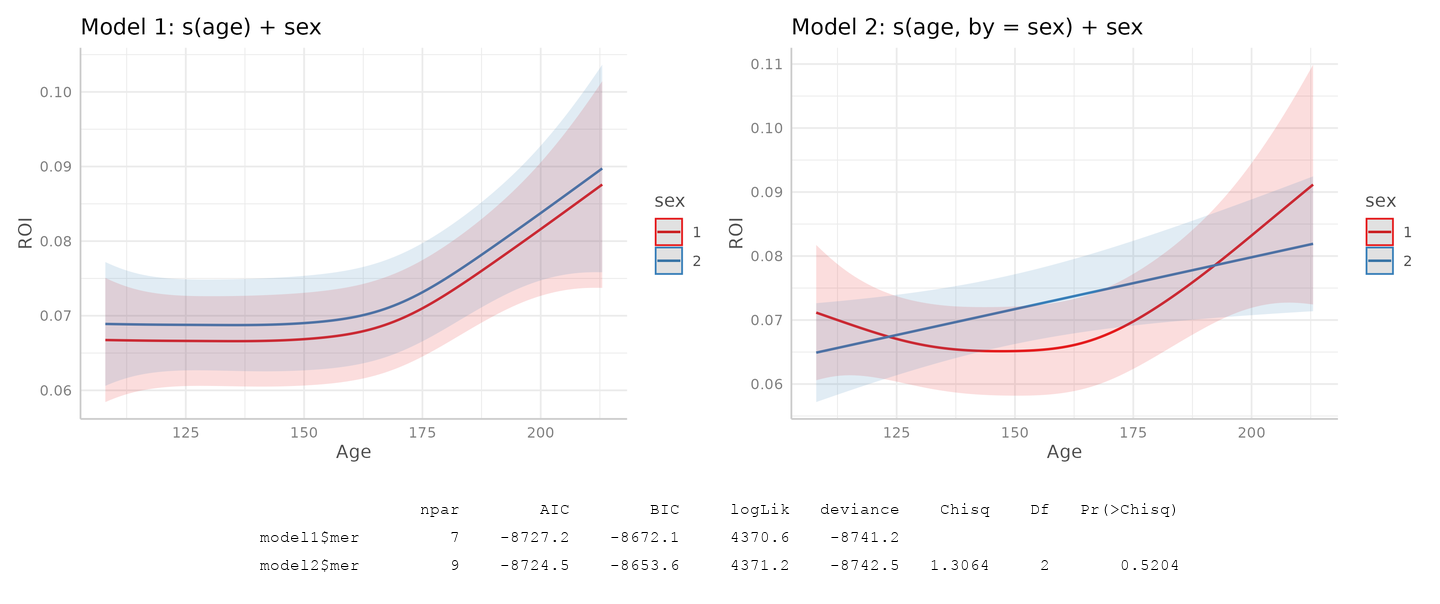 Model 1: s(age) + sex
0.10
0.09
0.08
0.07
0.06
ROI
125 150 175 200
Age
sex
1
2
Model 2: s(age, by = sex) + sex
0.11
0.10
0.09
0.08
0.07
0.06
ROI
125 150 175 200
Age
sex
1
2
npar AIC BIC logLik deviance Chisq Df Pr(>Chisq)
model1$mer 7 -8727.2 -8672.1 4370.6 -8741.2
model2$mer 9 -8724.5 -8653.6 4371.2 -8742.5 1.3064 2 0.5204